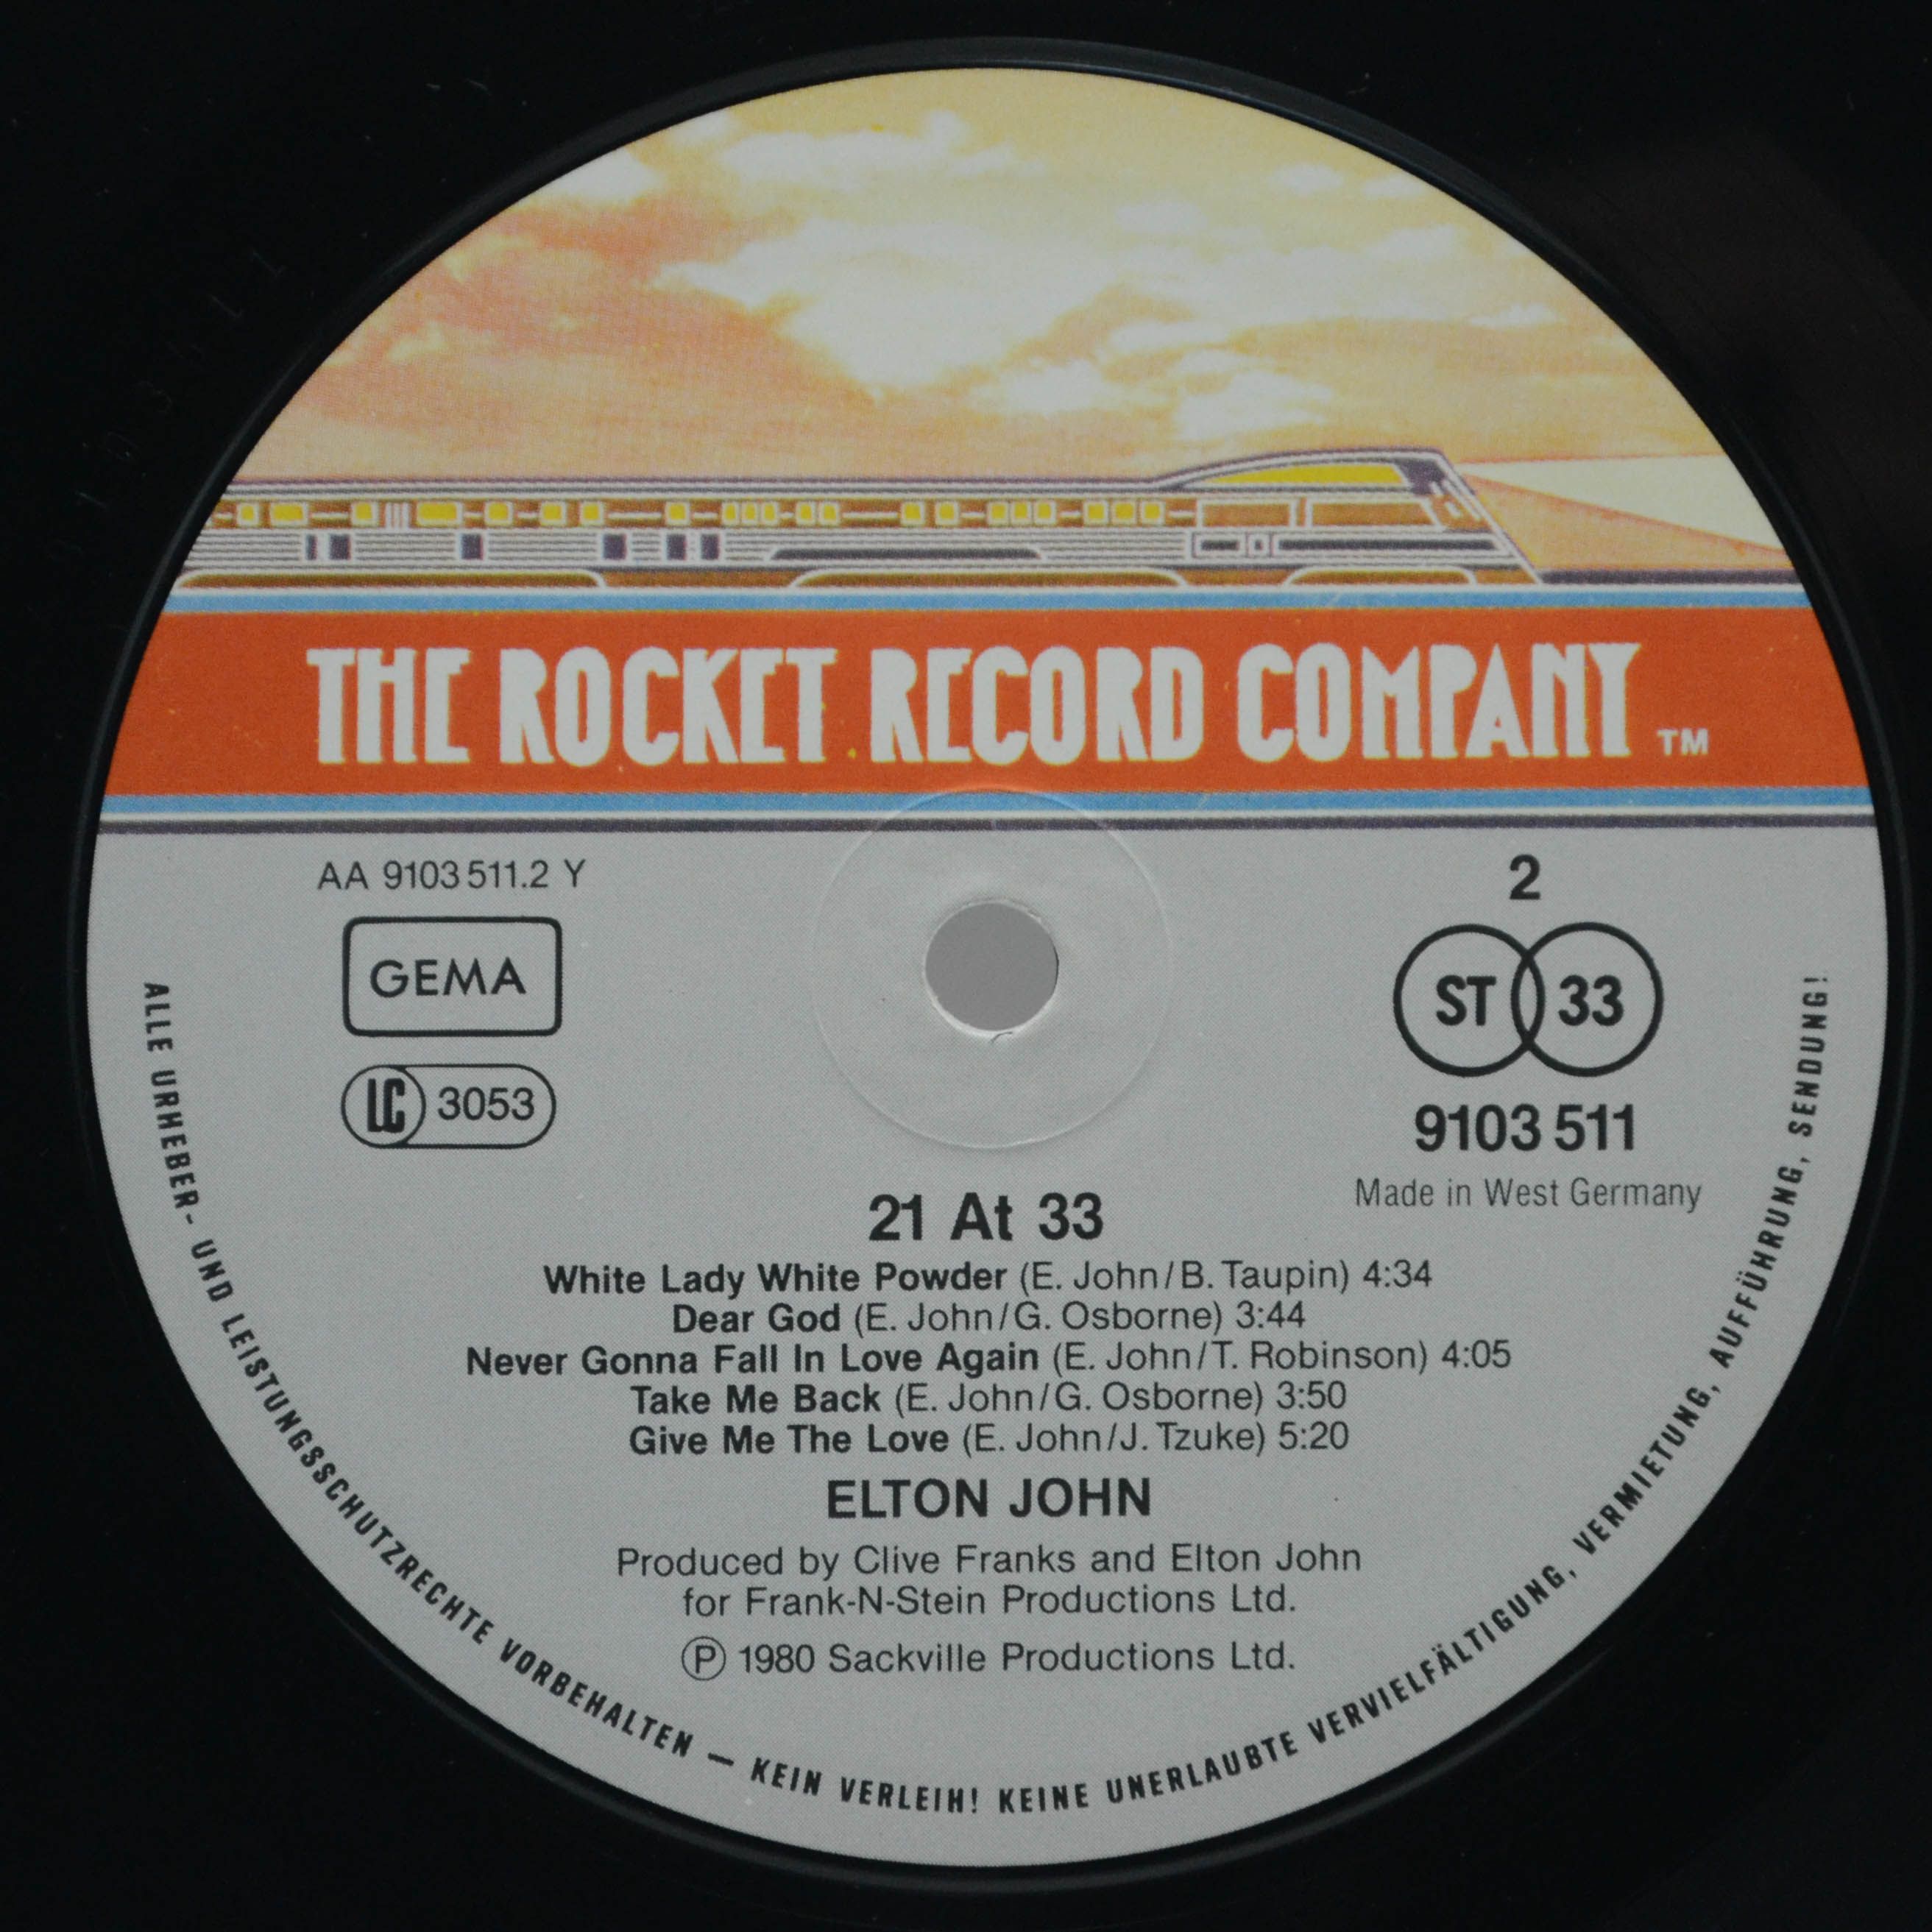 THE ROCKET RECORD COMPANY TM
AA 9103 511.2 Y
GEMA
LC 3053
2
ST 33
9103 511
Made in West Germany
21 At 33
White Lady White Powder (E. John/B. Taupin) 4:34
Dear God (E. John/G. Osborne) 3:44
Never Gonna Fall In Love Again (E. John/T. Robinson) 4:05
Take Me Back (E. John/G. Osborne) 3:50
Give Me The Love (E. John/J. Tzuke) 5:20
ELTON JOHN
Produced by Clive Franks and Elton John
for Frank-N-Stein Productions Ltd.
Ⓟ 1980 Sackville Productions Ltd.
ALLE URHEBER- UND LEISTUNGSSCHUTZRECHTE VORBEHALTEN – KEIN VERLEIH! KEINE UNERLAUBTE VERVIELFÄLTIGUNG, VERMIETUNG, AUFFÜHRUNG, SENDUNG!